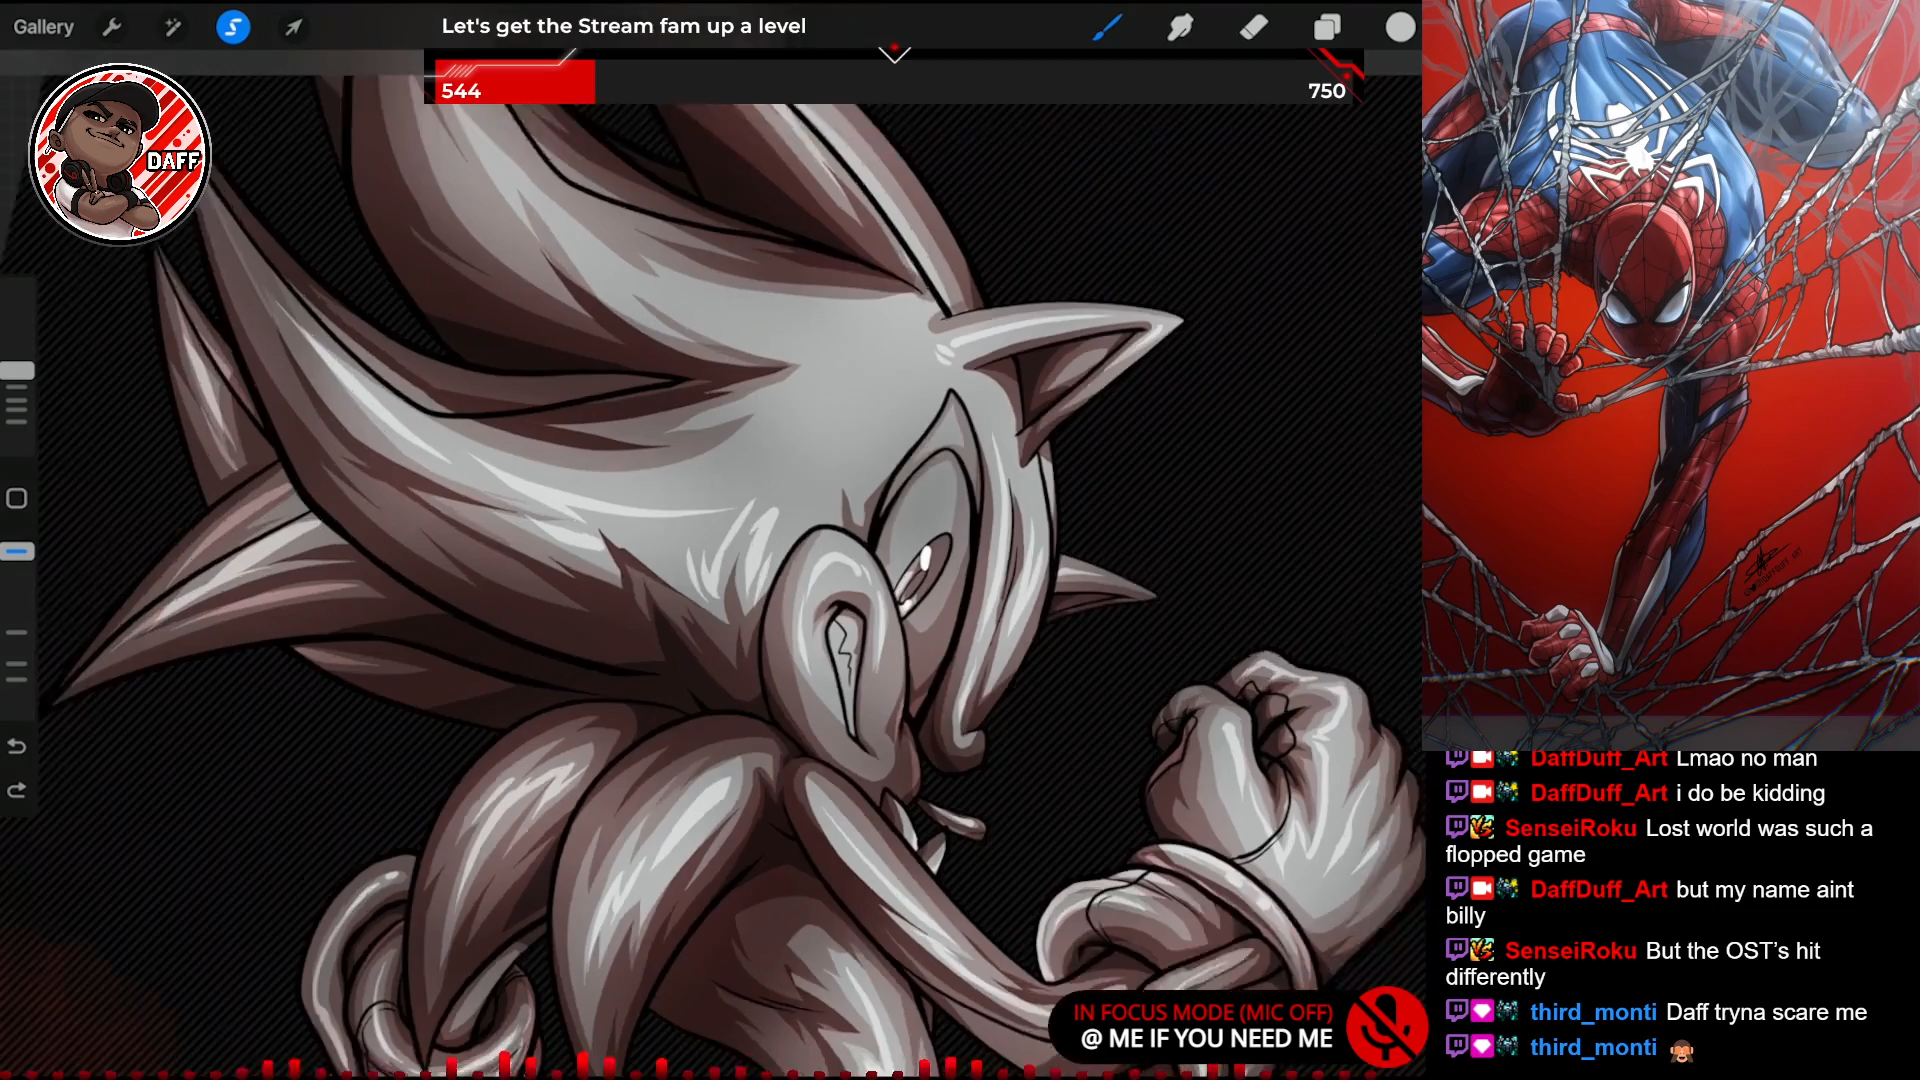 Gallery
Let's get the Stream fam up a level
544
750
DAFF
DaffDuff_Art Lmao no man
DaffDuff_Art i do be kidding
SenseiRoku Lost world was such a
flopped game
DaffDuff_Art but my name aint
billy
SenseiRoku But the OST’s hit
differently
third_monti Daff tryna scare me
third_monti
IN FOCUS MODE (MIC OFF)
@ ME IF YOU NEED ME